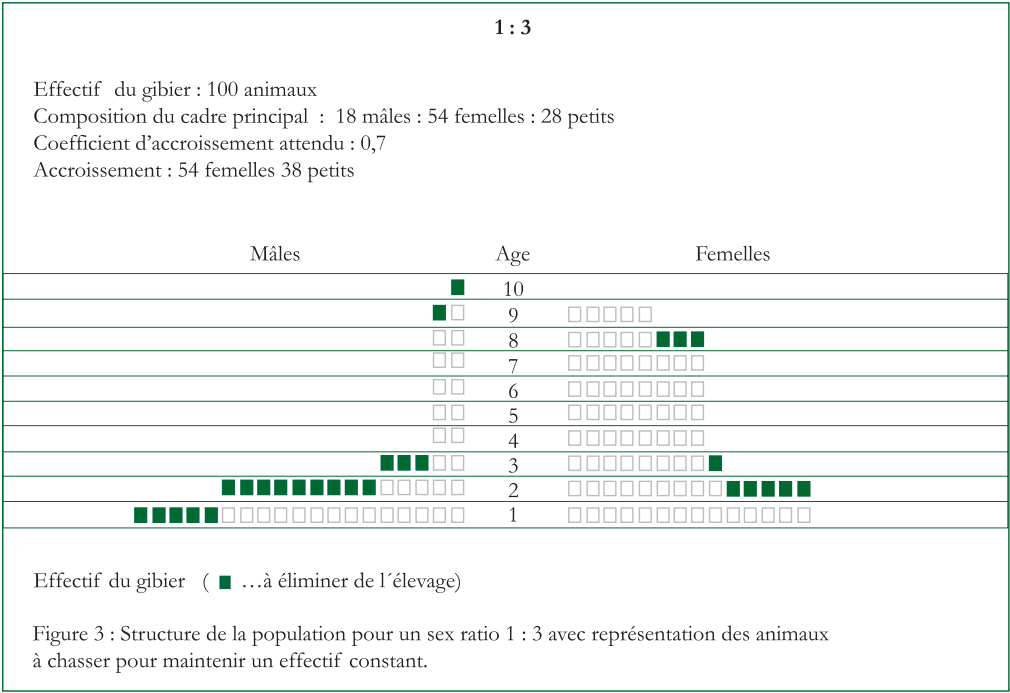 1 : 3
Effectif du gibier : 100 animaux
Composition du cadre principal : 18 mâles : 54 femelles : 28 petits
Coefficient d’accroissement attendu : 0,7
Accroissement : 54 femelles 38 petits
Mâles Age Femelles
10
9
8
7
6
5
4
3
2
1
Effectif du gibier ( …à éliminer de l´élevage)
Figure 3 : Structure de la population pour un sex ratio 1 : 3 avec représentation des animaux
à chasser pour maintenir un effectif constant.